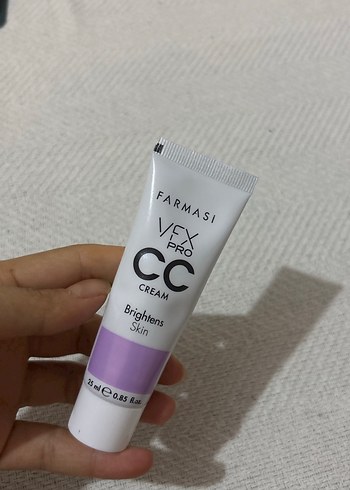 FARMASI
VFX
PRO
CC
CREAM
Brightens
Skin
25 ml e 0.85 fl.oz.